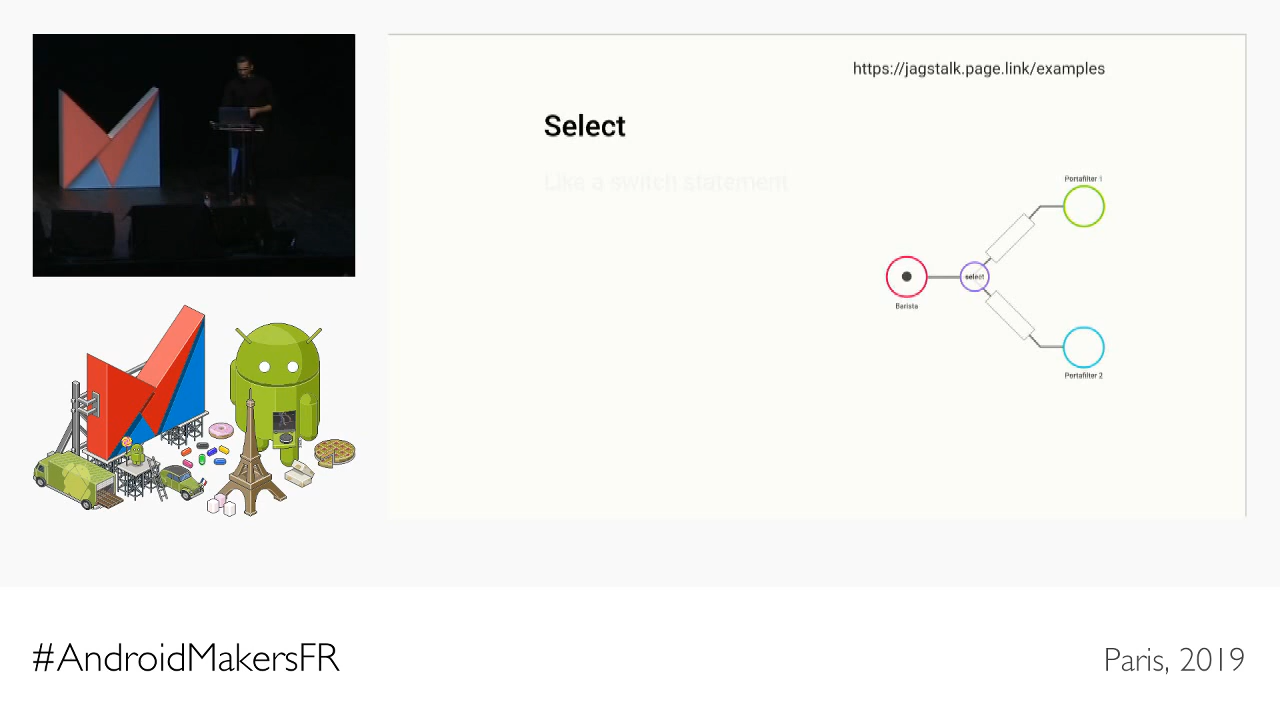 https://jagstalk.page.link/examples
Select
Like a switch statement
Portafilter 1
select
Barista
Portafilter 2
#AndroidMakersFR
Paris, 2019